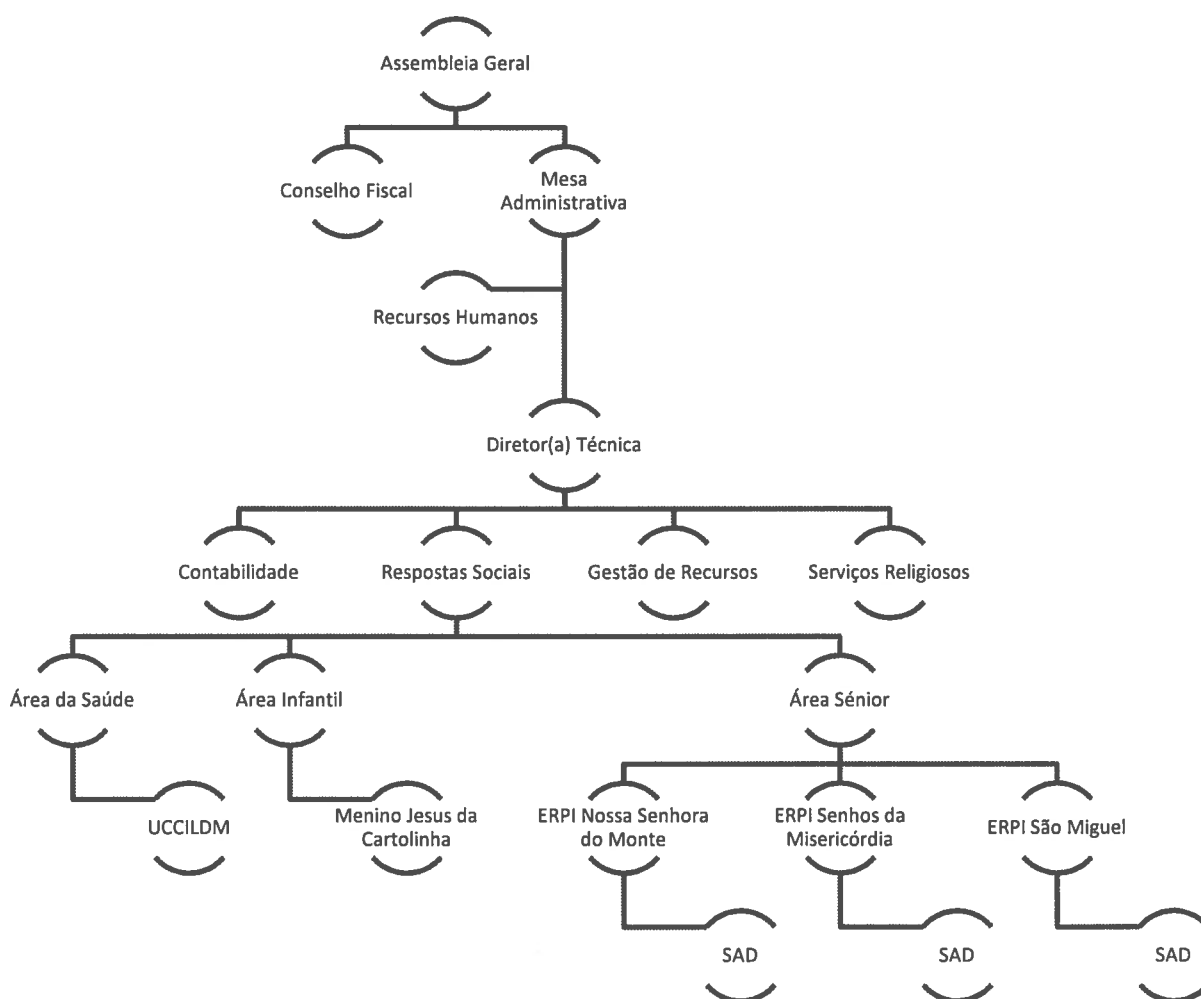 Assembleia Geral
Conselho Fiscal
Mesa
Administrativa
Recursos Humanos
Diretor(a) Técnica
Contabilidade
Respostas Sociais
Gestão de Recursos
Serviços Religiosos
Área da Saúde
Área Infantil
Área Sénior
UCCILDM
Menino Jesus da
Cartolinha
ERPI Nossa Senhora
do Monte
ERPI Senhos da
Misericórdia
ERPI São Miguel
SAD
SAD
SAD